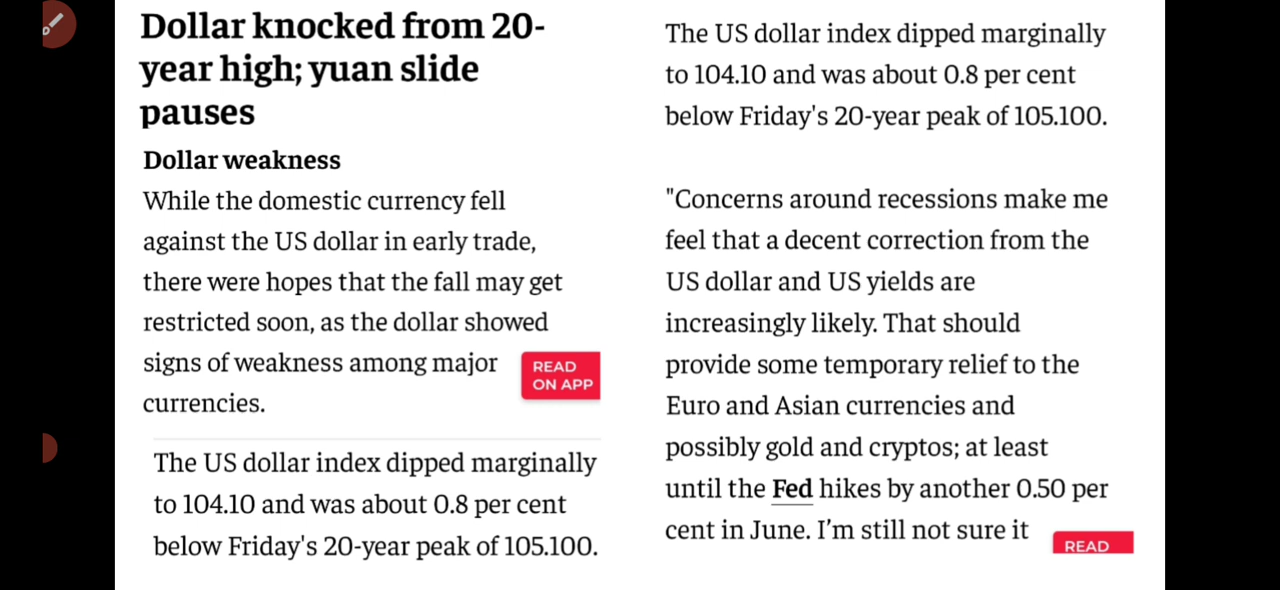 Dollar knocked from 20-
year high; yuan slide
pauses
Dollar weakness
While the domestic currency fell
against the US dollar in early trade,
there were hopes that the fall may get
restricted soon, as the dollar showed
signs of weakness among major
currencies.
READ
ON APP
The US dollar index dipped marginally
to 104.10 and was about 0.8 per cent
below Friday's 20-year peak of 105.100.
The US dollar index dipped marginally
to 104.10 and was about 0.8 per cent
below Friday's 20-year peak of 105.100.
"Concerns around recessions make me
feel that a decent correction from the
US dollar and US yields are
increasingly likely. That should
provide some temporary relief to the
Euro and Asian currencies and
possibly gold and cryptos; at least
until the Fed hikes by another 0.50 per
cent in June. I’m still not sure it
READ